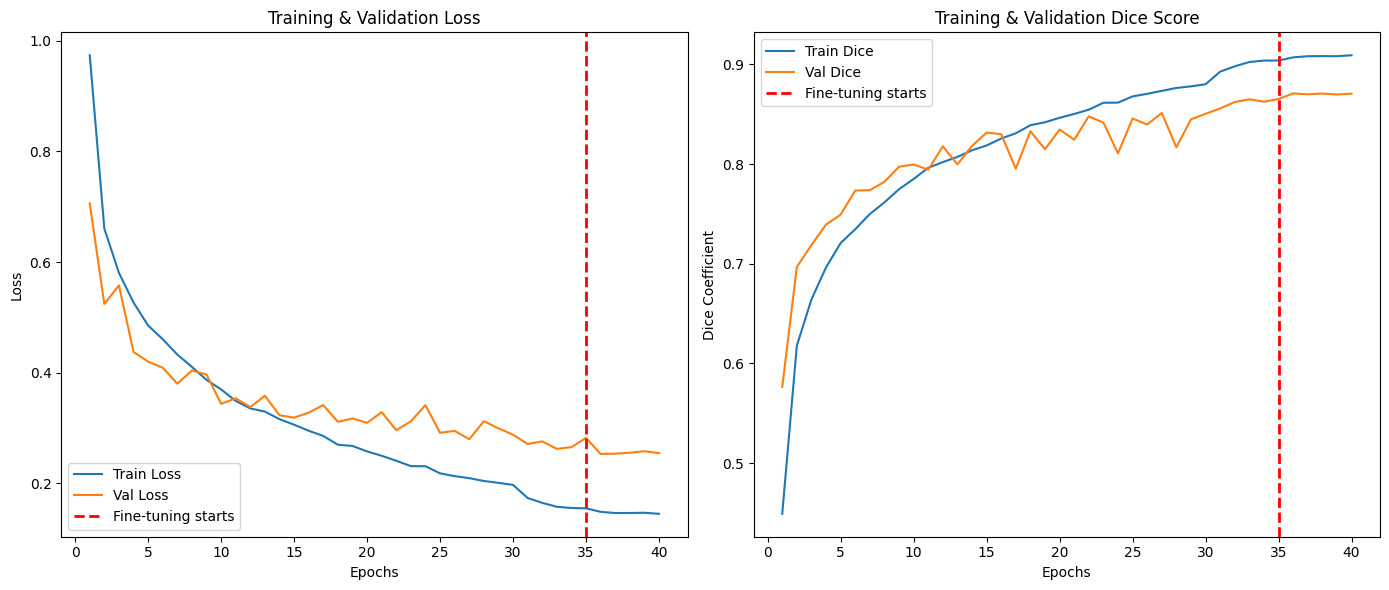 Training & Validation Loss
1.0
0.8
0.6
0.4
0.2
Loss
Train Loss
Val Loss
Fine-tuning starts
0 5 10 15 20 25 30 35 40
Epochs
Training & Validation Dice Score
0.9
0.8
0.7
0.6
0.5
Dice Coefficient
Train Dice
Val Dice
Fine-tuning starts
0 5 10 15 20 25 30 35 40
Epochs